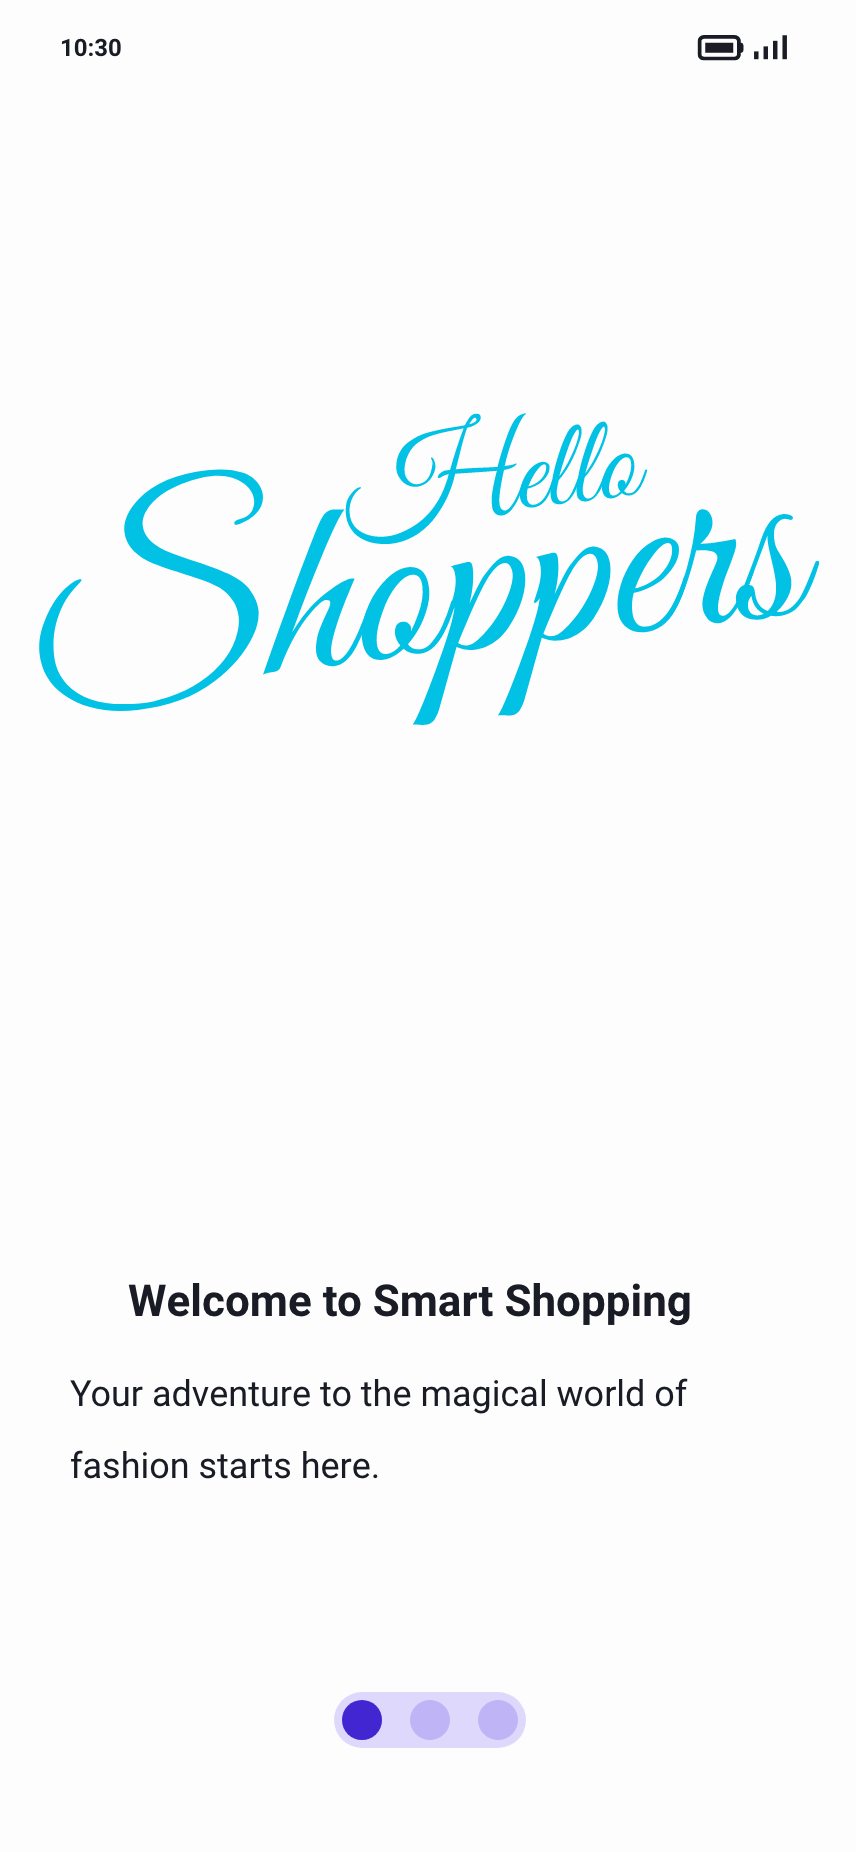 10:30
Hello
Shoppers
Welcome to Smart Shopping
Your adventure to the magical world of
fashion starts here.